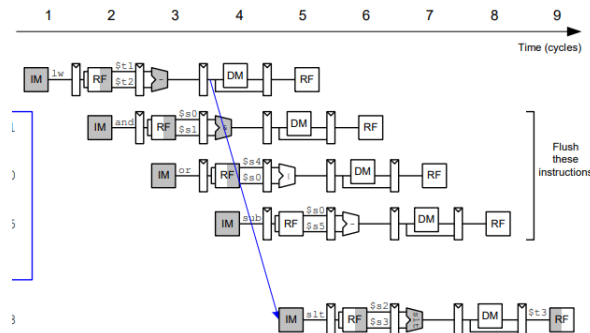 1 2 3 4 5 6 7 8 9
Time (cycles)
IM lw RF $t1 $t2 - DM RF
IM and RF $s0 $s1 & DM RF
IM or RF $s4 $s0 | DM RF
IM sub RF $s0 $s5 - DM RF
Flush
these
instructions
IM slt RF $s2 $s3 slt DM $t3 RF